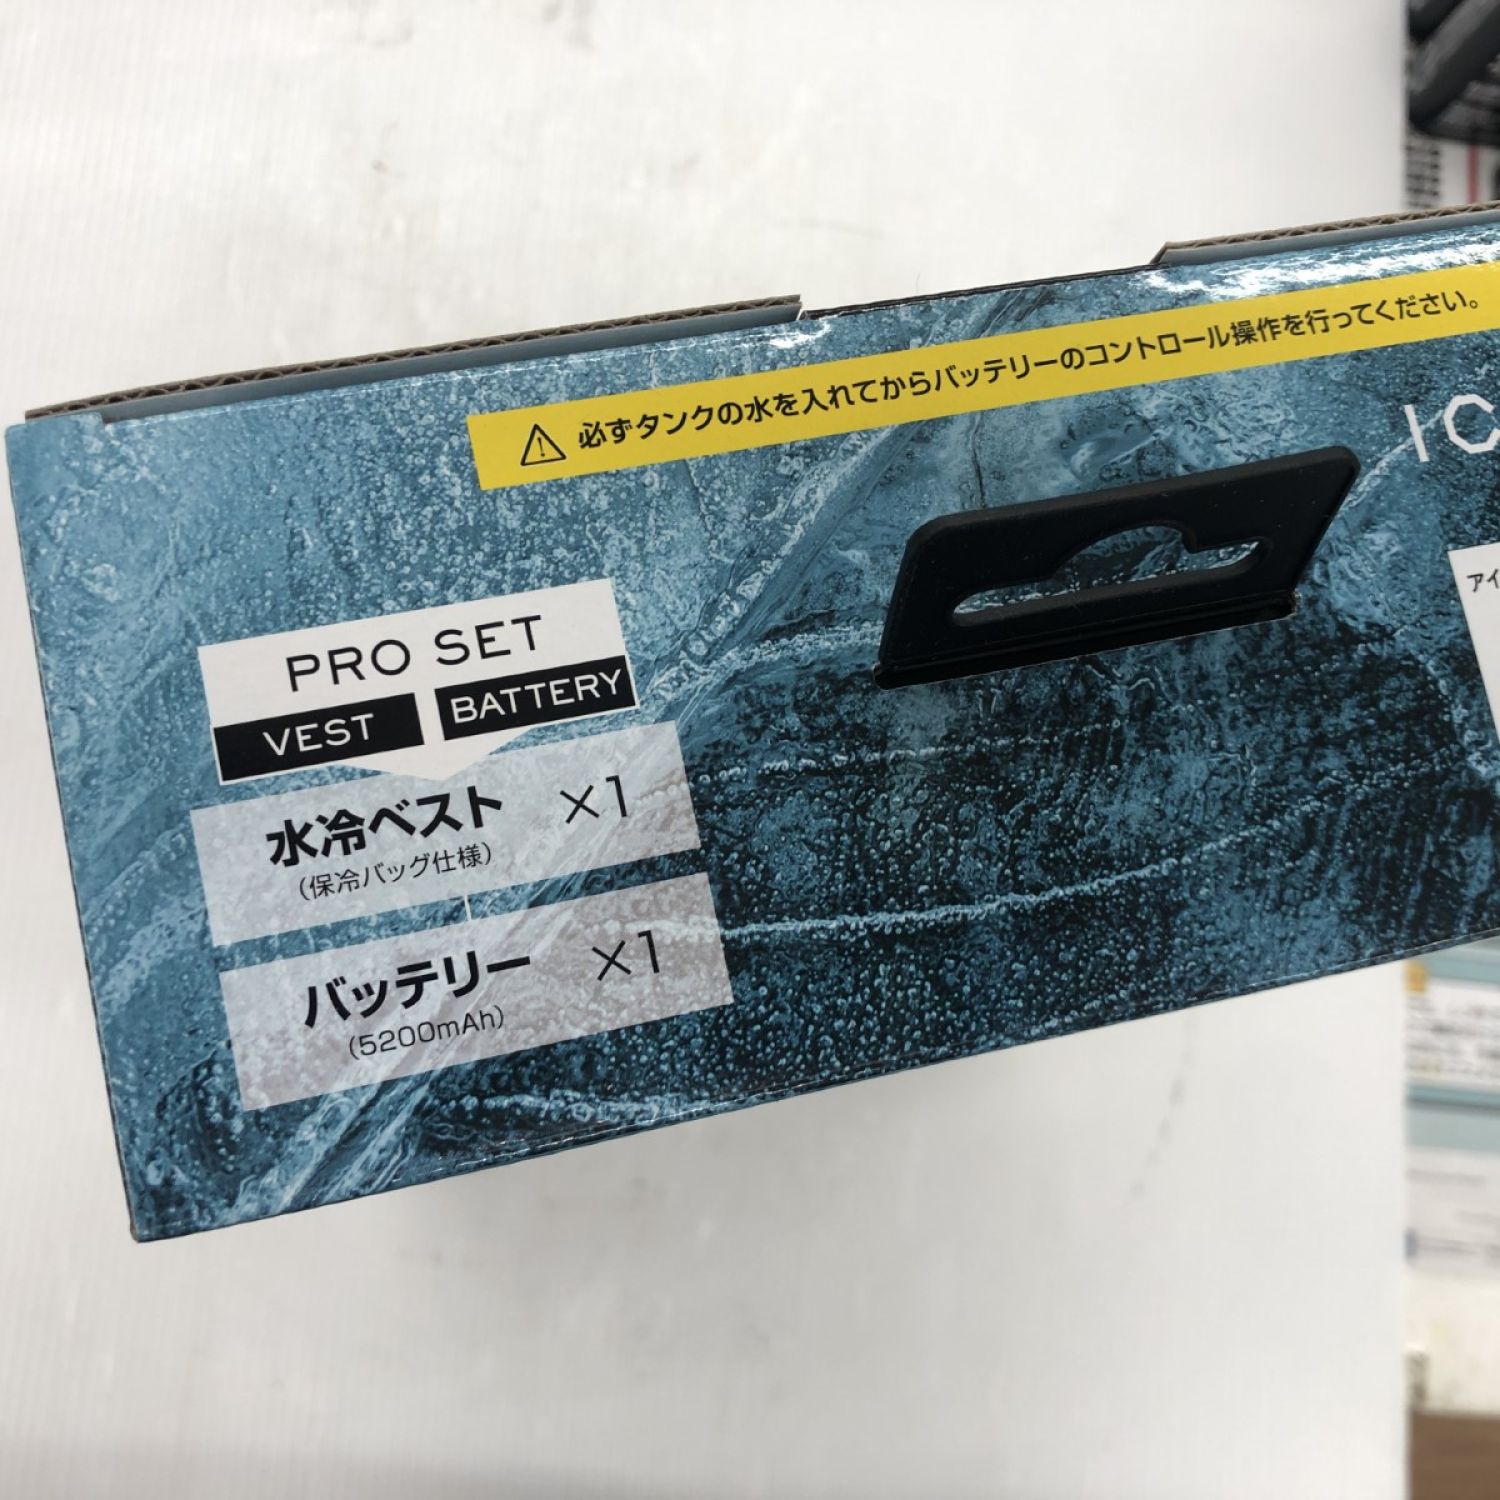 必ずタンクの水を入れてからバッテリーのコントロール操作を行ってください。
IC
アイ
PRO SET
VEST BATTERY
水冷ベスト ×1
(保冷バッグ仕様)
バッテリー ×1
(5200mAh)